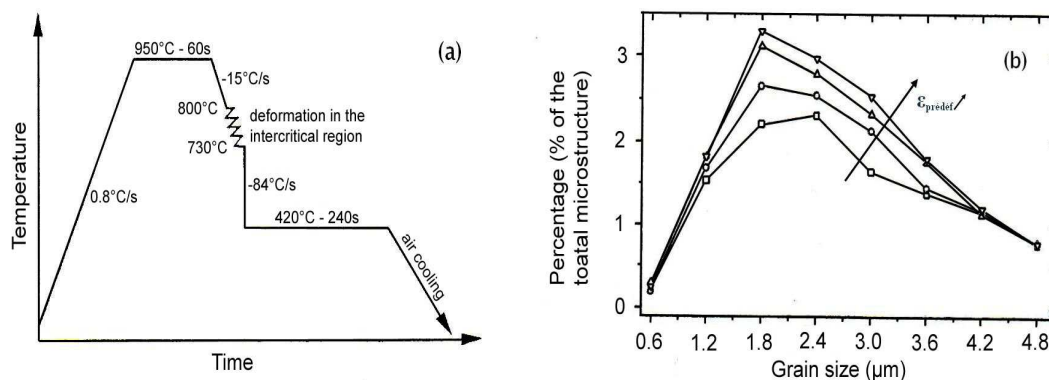 (a)
950°C - 60s
-15°C/s
800°C
deformation in the
intercritical region
730°C
0.8°C/s
-84°C/s
420°C - 240s
air cooling
Temperature
Time
(b)
εprédéf
Percentage (% of the
toatal microstructure)
3
2
1
0
0.6 1.2 1.8 2.4 3.0 3.6 4.2 4.8
Grain size (µm)